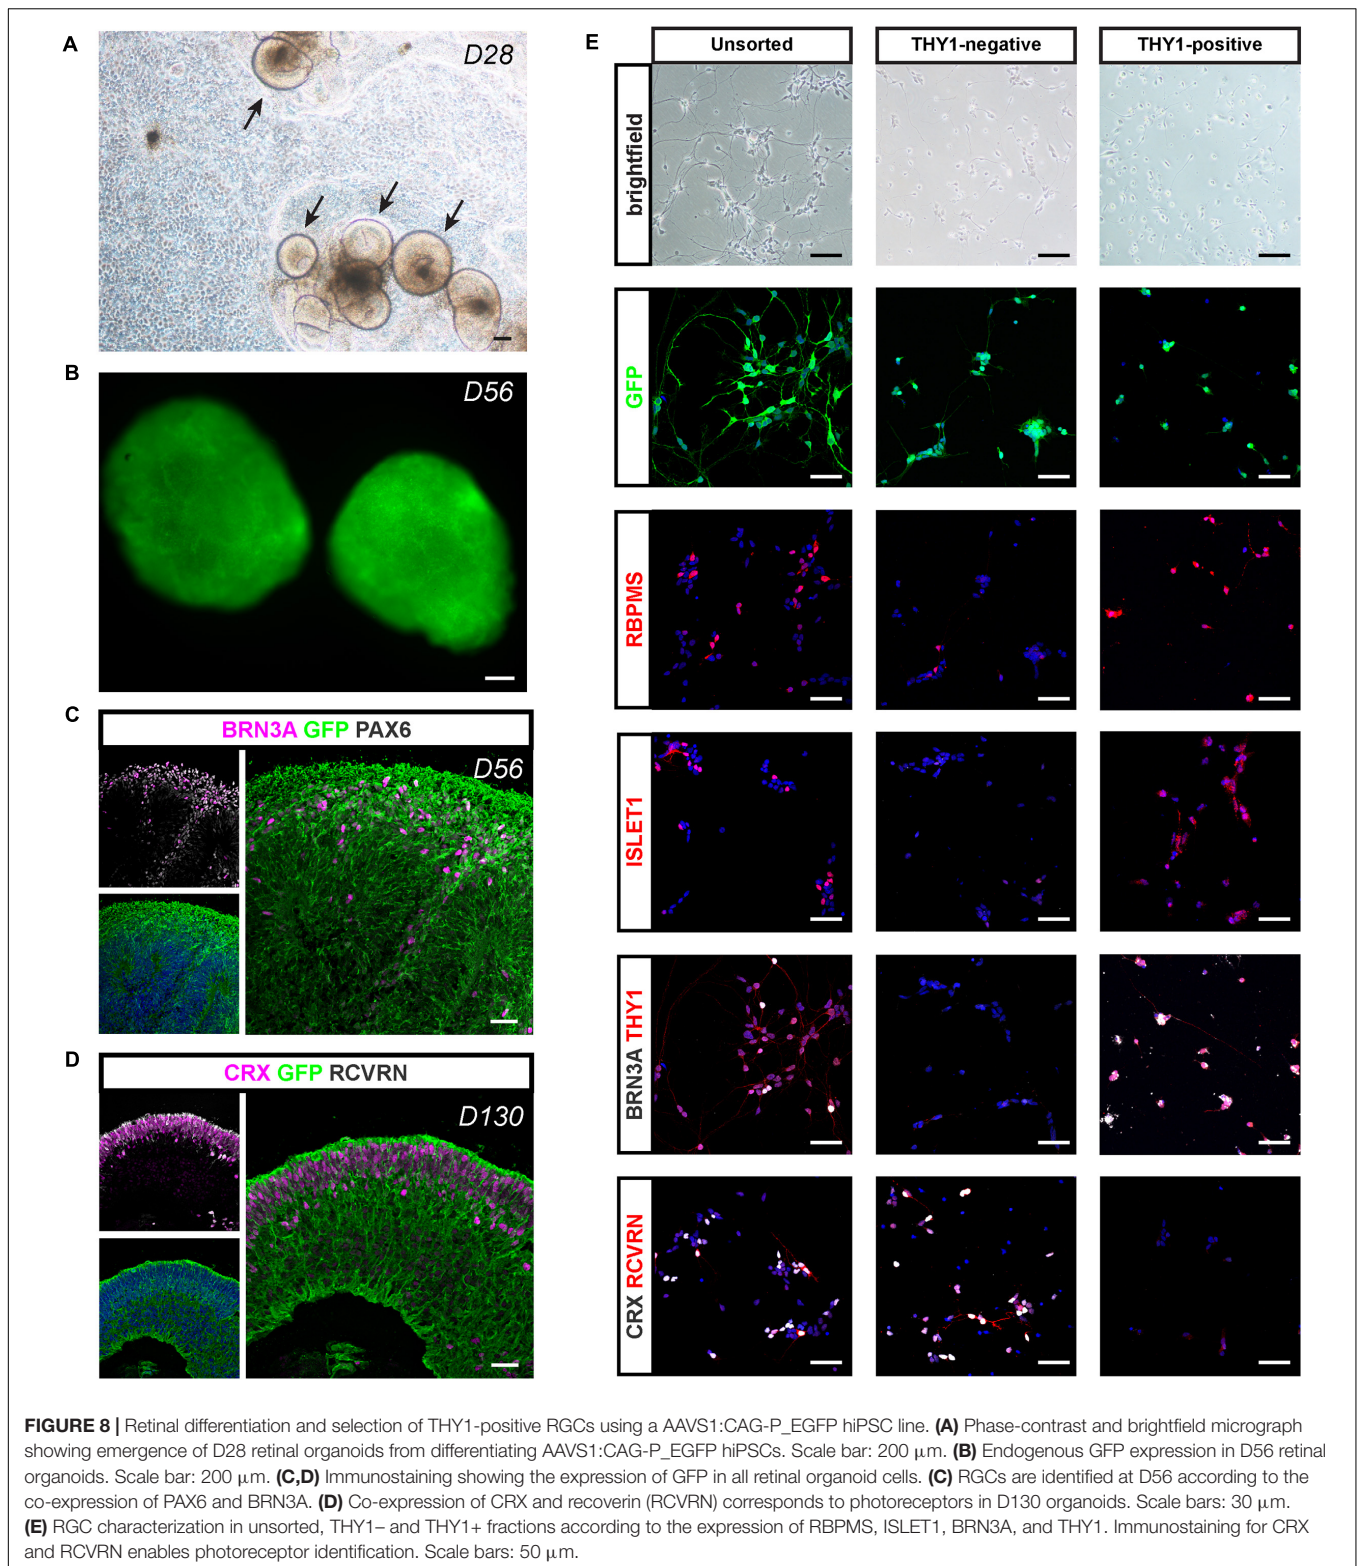 A
D28
B
D56
C
BRN3A GFP PAX6
D56
D
CRX GFP RCVRN
D130
E
Unsorted
THY1-negative
THY1-positive
brightfield
GFP
RBPMS
ISLET1
BRN3A THY1
CRX RCVRN
FIGURE 8 | Retinal differentiation and selection of THY1-positive RGCs using a AAVS1:CAG-P_EGFP hiPSC line. (A) Phase-contrast and brightfield micrograph
showing emergence of D28 retinal organoids from differentiating AAVS1:CAG-P_EGFP hiPSCs. Scale bar: 200 μm. (B) Endogenous GFP expression in D56 retinal
organoids. Scale bar: 200 μm. (C,D) Immunostaining showing the expression of GFP in all retinal organoid cells. (C) RGCs are identified at D56 according to the
co-expression of PAX6 and BRN3A. (D) Co-expression of CRX and recoverin (RCVRN) corresponds to photoreceptors in D130 organoids. Scale bars: 30 μm.
(E) RGC characterization in unsorted, THY1– and THY1+ fractions according to the expression of RBPMS, ISLET1, BRN3A, and THY1. Immunostaining for CRX
and RCVRN enables photoreceptor identification. Scale bars: 50 μm.